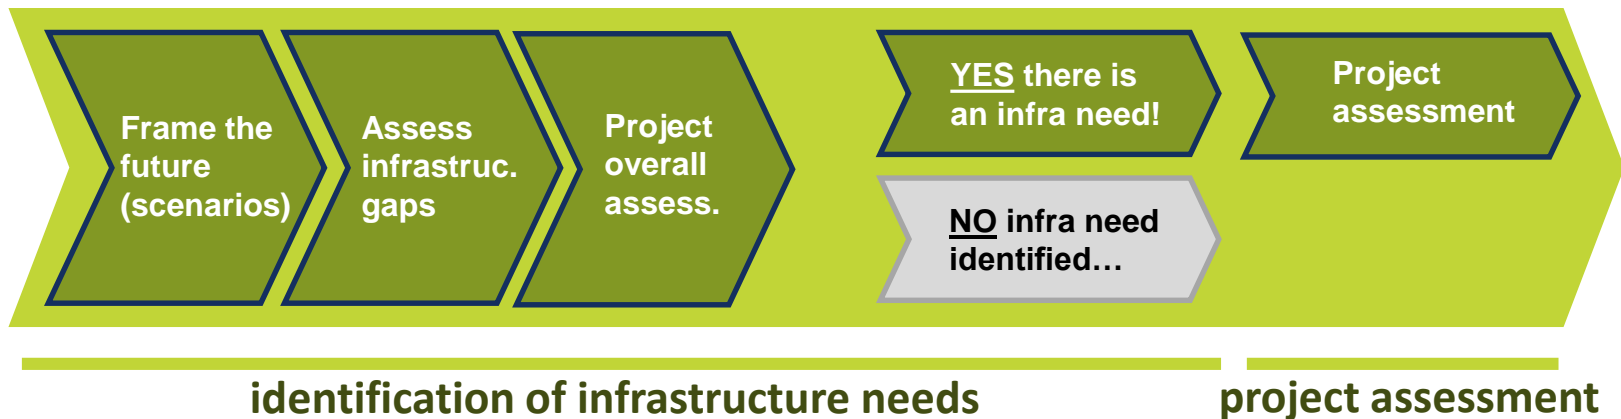 Frame the
future
(scenarios)
Assess
infrastruc.
gaps
Project
overall
assess.
YES there is
an infra need!
NO infra need
identified…
Project
assessment
identification of infrastructure needs
project assessment